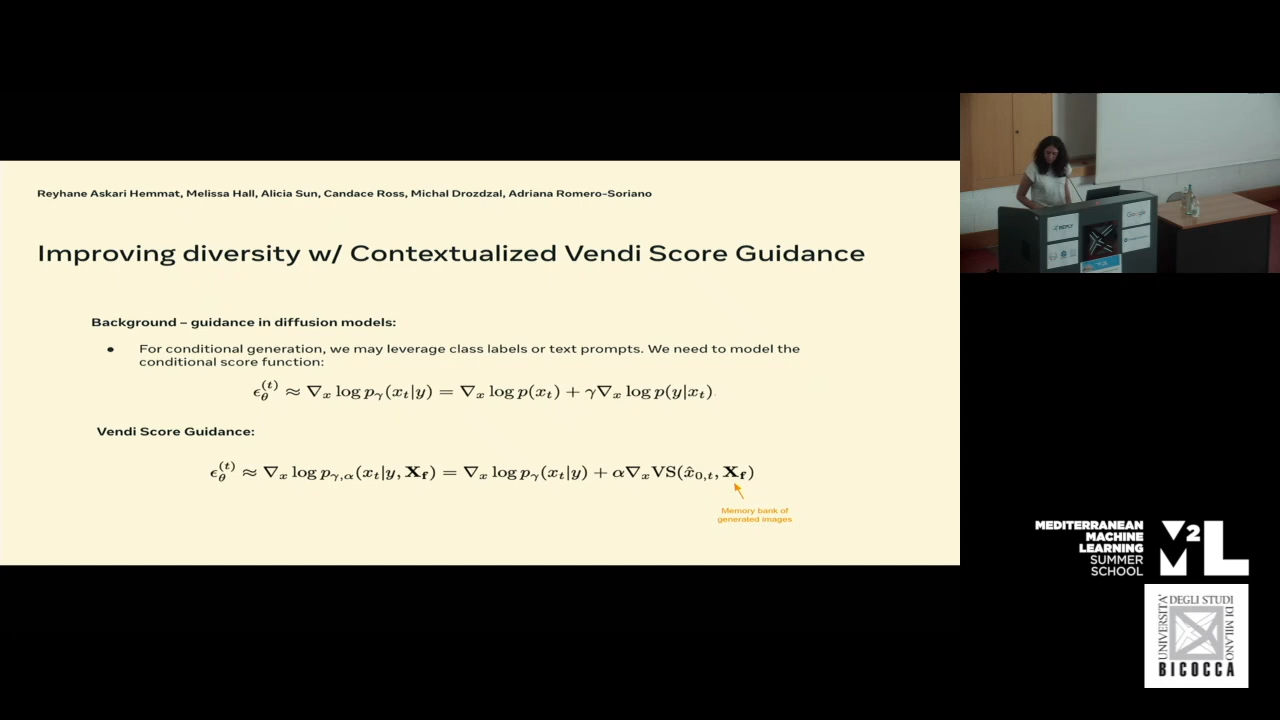 Reyhane Askari Hemmat, Melissa Hall, Alicia Sun, Candace Ross, Michal Drozdzal, Adriana Romero-Soriano
Improving diversity w/ Contextualized Vendi Score Guidance
Background – guidance in diffusion models:
● For conditional generation, we may leverage class labels or text prompts. We need to model the
conditional score function:
ϵ_θ^(t) ≈ ∇_x log p_γ(x_t|y) = ∇_x log p(x_t) + γ∇_x log p(y|x_t)
Vendi Score Guidance:
ϵ_θ^(t) ≈ ∇_x log p_γ,α(x_t|y, X_f) = ∇_x log p_γ(x_t|y) + α∇_x VS(x̂_0,t, X_f)
Memory bank of
generated images
REPLY
Google
MEDITERRANEAN
MACHINE
LEARNING
SUMMER
SCHOOL
M2L
UNIVERSITÀ
DEGLI STUDI
DI MILANO
BICOCCA